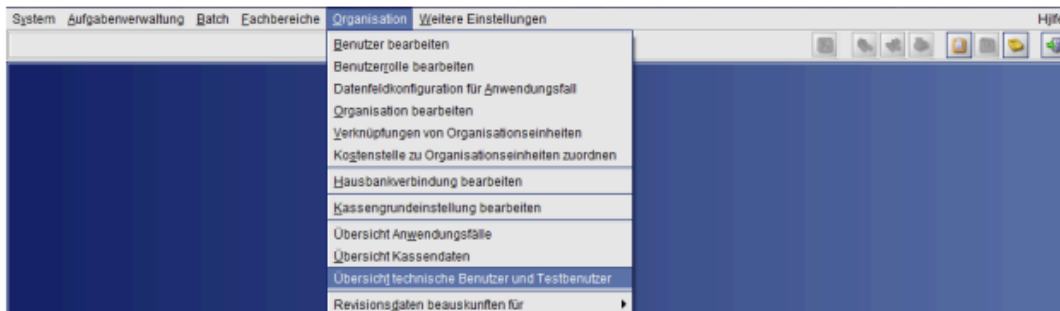 System Aufgabenverwaltung Batch Fachbereiche Organisation Weitere Einstellungen Hilfe
Benutzer bearbeiten
Benutzerrolle bearbeiten
Datenfeldkonfiguration für Anwendungsfall
Organisation bearbeiten
Verknüpfungen von Organisationseinheiten
Kostenstelle zu Organisationseinheiten zuordnen
Hausbankverbindung bearbeiten
Kassengrundeinstellung bearbeiten
Übersicht Anwendungsfälle
Übersicht Kassendaten
Übersicht technische Benutzer und Testbenutzer
Revisionsdaten beauskunften für